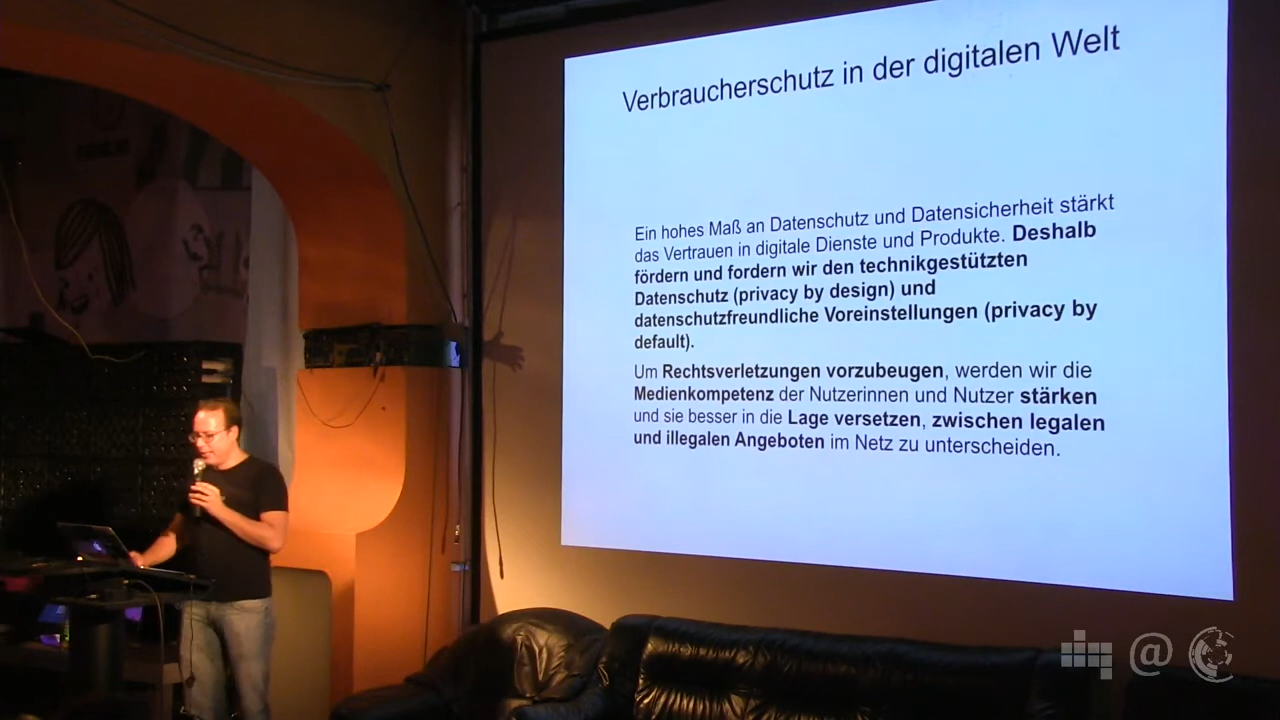 Verbraucherschutz in der digitalen Welt
Ein hohes Maß an Datenschutz und Datensicherheit stärkt
das Vertrauen in digitale Dienste und Produkte. Deshalb
fördern und fordern wir den technikgestützten
Datenschutz (privacy by design) und
datenschutzfreundliche Voreinstellungen (privacy by
default).
Um Rechtsverletzungen vorzubeugen, werden wir die
Medienkompetenz der Nutzerinnen und Nutzer stärken
und sie besser in die Lage versetzen, zwischen legalen
und illegalen Angeboten im Netz zu unterscheiden.
@